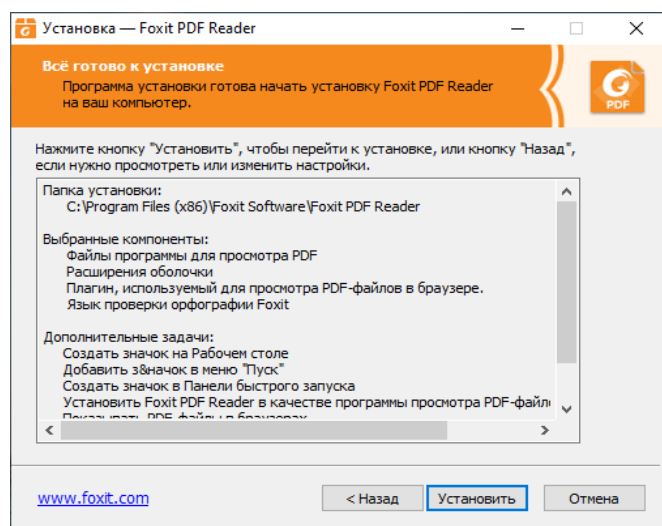 Установка — Foxit PDF Reader
Всё готово к установке
Программа установки готова начать установку Foxit PDF Reader
на ваш компьютер.
PDF
Нажмите кнопку "Установить", чтобы перейти к установке, или кнопку "Назад",
если нужно просмотреть или изменить настройки.
Папка установки:
C:\Program Files (x86)\Foxit Software\Foxit PDF Reader
Выбранные компоненты:
Файлы программы для просмотра PDF
Расширения оболочки
Плагин, используемый для просмотра PDF-файлов в браузере.
Язык проверки орфографии Foxit
Дополнительные задачи:
Создать значок на Рабочем столе
Добавить з&начок в меню "Пуск"
Создать значок в Панели быстрого запуска
Установить Foxit PDF Reader в качестве программы просмотра PDF-файл
Показывать PDF-файлы в браузерах
www.foxit.com
< Назад
Установить
Отмена